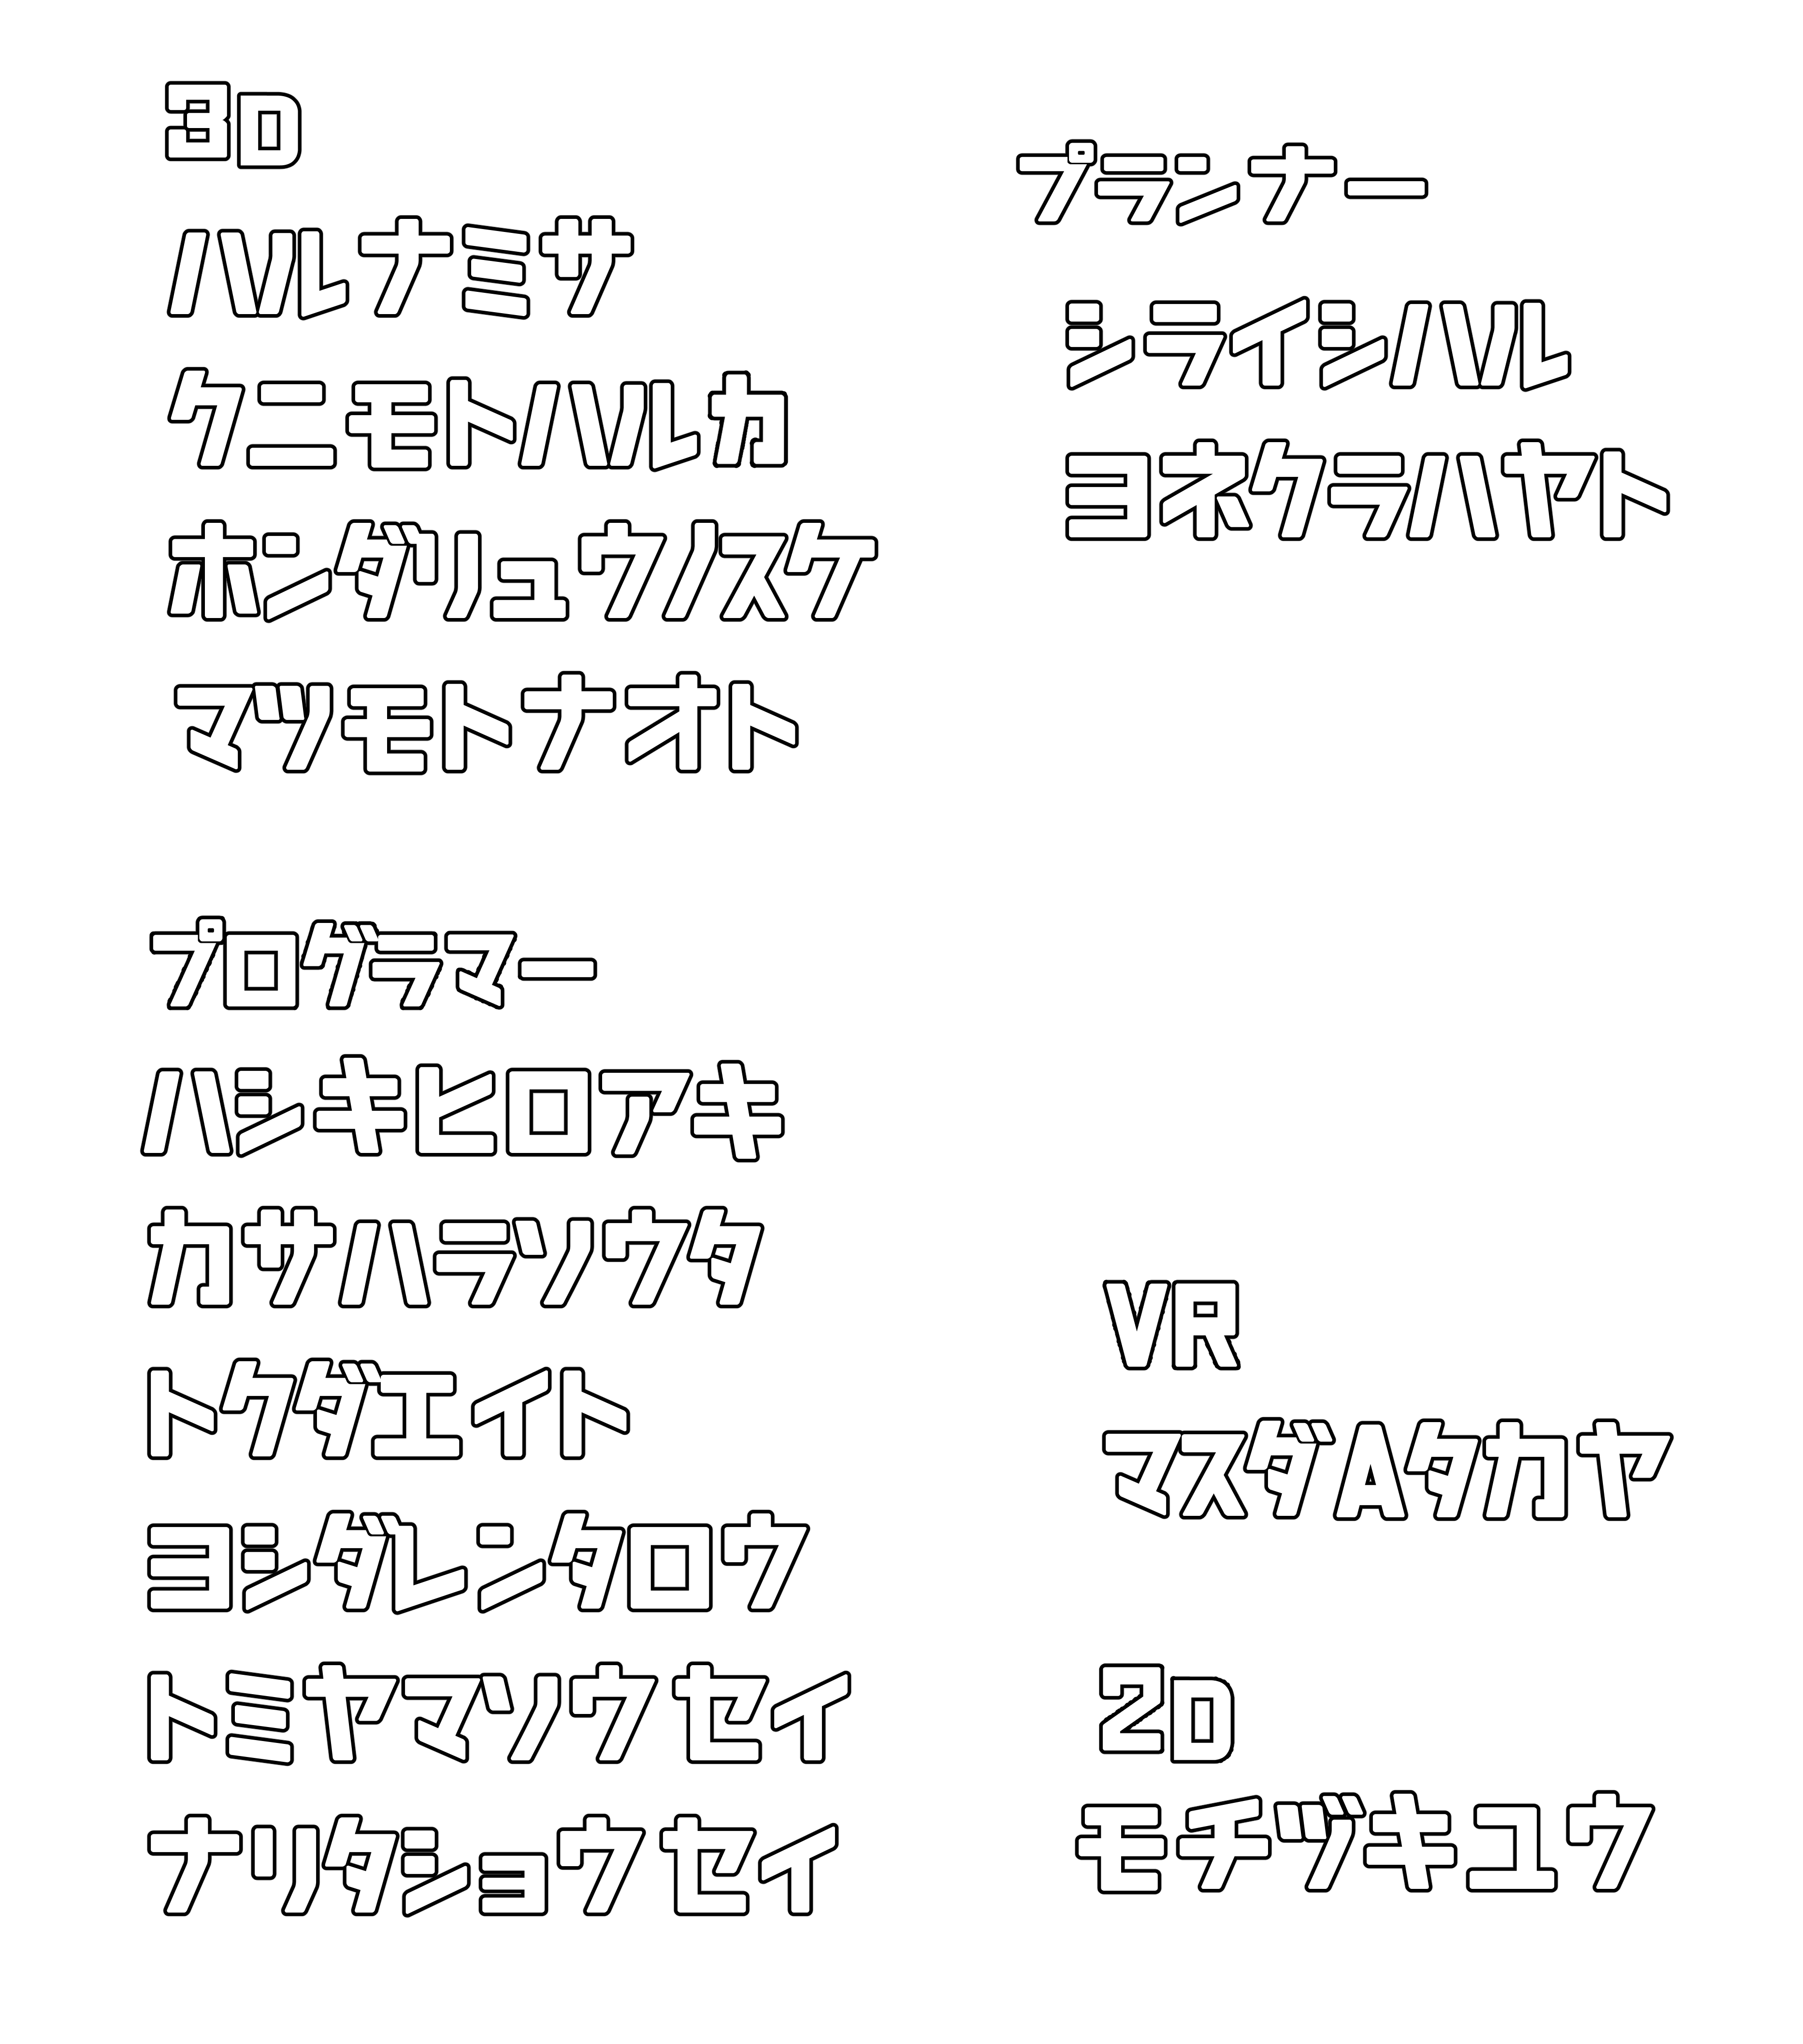 3D
ハルナミサ
クニモトハルカ
ホンダリュウノスケ
マツモトナオト
プログラマー
ハシキヒロアキ
カサハラソウタ
トクダエイト
ヨシダレンタロウ
トミヤマソウセイ
ナリタショウセイ
プランナー
シライシハル
ヨネクラハヤト
VR
マスダAタカヤ
2D
モチヅキユウ